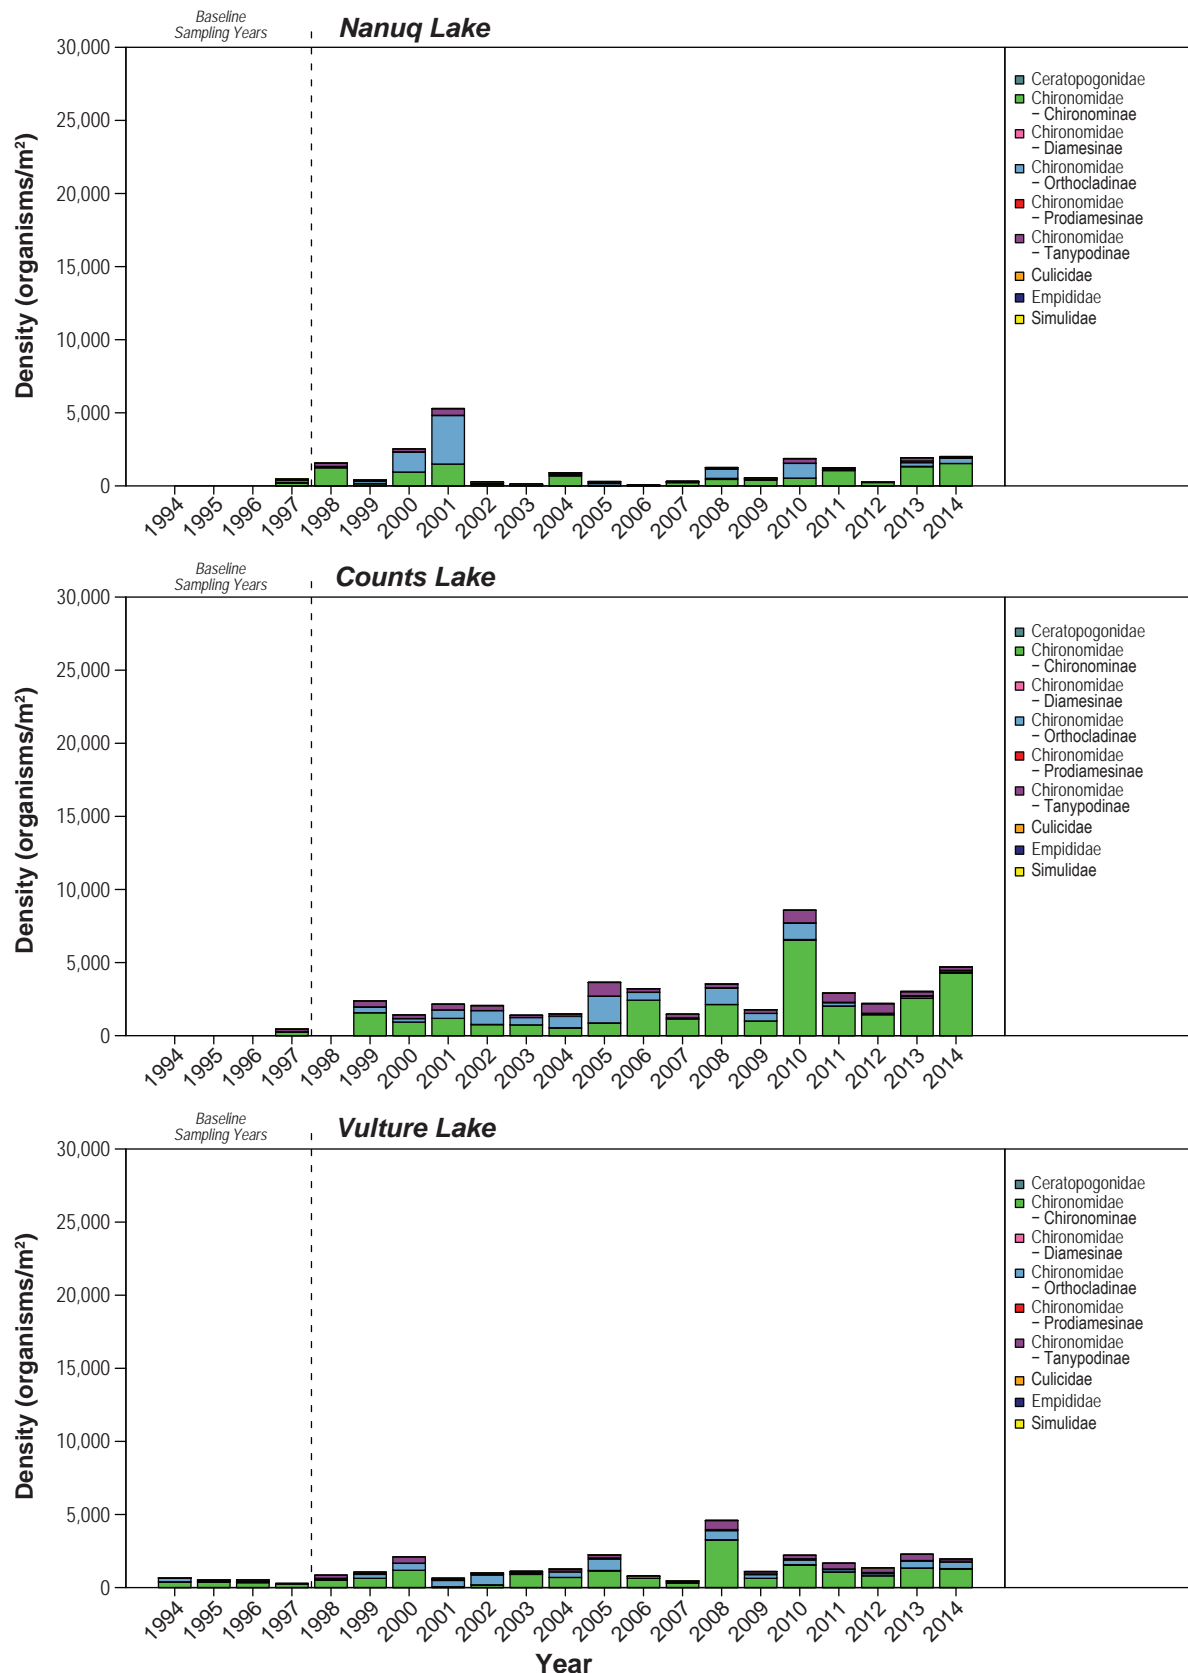 Baseline
Sampling Years
Nanuq Lake
Density (organisms/m²)
30,000
25,000
20,000
15,000
10,000
5,000
0
1994 1995 1996 1997 1998 1999 2000 2001 2002 2003 2004 2005 2006 2007 2008 2009 2010 2011 2012 2013 2014
Ceratopogonidae
Chironomidae
– Chironominae
Chironomidae
– Diamesinae
Chironomidae
– Orthocladinae
Chironomidae
– Prodiamesinae
Chironomidae
– Tanypodinae
Culicidae
Empididae
Simulidae
Baseline
Sampling Years
Counts Lake
Density (organisms/m²)
30,000
25,000
20,000
15,000
10,000
5,000
0
1994 1995 1996 1997 1998 1999 2000 2001 2002 2003 2004 2005 2006 2007 2008 2009 2010 2011 2012 2013 2014
Ceratopogonidae
Chironomidae
– Chironominae
Chironomidae
– Diamesinae
Chironomidae
– Orthocladinae
Chironomidae
– Prodiamesinae
Chironomidae
– Tanypodinae
Culicidae
Empididae
Simulidae
Baseline
Sampling Years
Vulture Lake
Density (organisms/m²)
30,000
25,000
20,000
15,000
10,000
5,000
0
1994 1995 1996 1997 1998 1999 2000 2001 2002 2003 2004 2005 2006 2007 2008 2009 2010 2011 2012 2013 2014
Year
Ceratopogonidae
Chironomidae
– Chironominae
Chironomidae
– Diamesinae
Chironomidae
– Orthocladinae
Chironomidae
– Prodiamesinae
Chironomidae
– Tanypodinae
Culicidae
Empididae
Simulidae